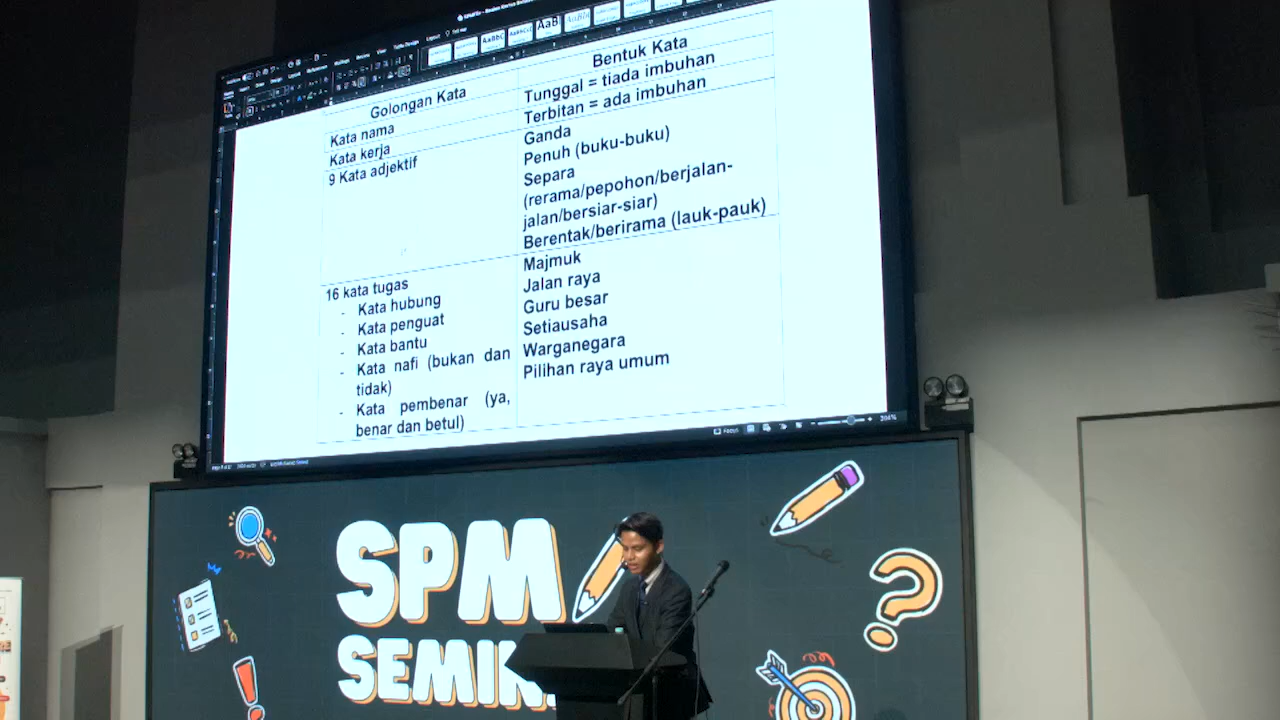 Golongan Kata
Bentuk Kata
Kata nama
Tunggal = tiada imbuhan
Kata kerja
Terbitan = ada imbuhan
9 Kata adjektif
Ganda
Penuh (buku-buku)
Separa
(rerama/pepohon/berjalan-
jalan/bersiar-siar)
Berentak/berirama (lauk-pauk)
16 kata tugas
- Kata hubung
- Kata penguat
- Kata bantu
- Kata nafi (bukan dan
tidak)
- Kata pembenar (ya,
benar dan betul)
Majmuk
Jalan raya
Guru besar
Setiausaha
Warganegara
Pilihan raya umum
Focus
204%
SPM